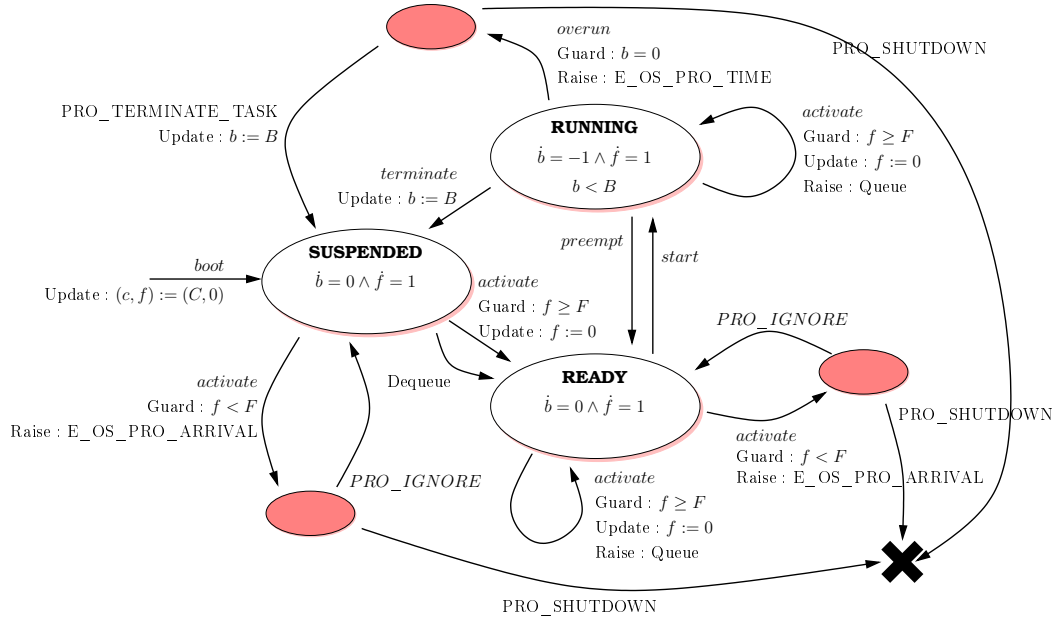 overun
Guard : b = 0
Raise : E_OS_PRO_TIME
PRO_SHUTDOWN
PRO_TERMINATE_TASK
Update : b := B
RUNNING
ḃ = −1 ∧ ḟ = 1
b < B
activate
Guard : f ≥ F
Update : f := 0
Raise : Queue
terminate
Update : b := B
preempt
start
boot
Update : (c, f) := (C, 0)
SUSPENDED
ḃ = 0 ∧ ḟ = 1
activate
Guard : f ≥ F
Update : f := 0
Dequeue
PRO_IGNORE
READY
ḃ = 0 ∧ ḟ = 1
activate
Guard : f < F
Raise : E_OS_PRO_ARRIVAL
PRO_SHUTDOWN
activate
Guard : f < F
Raise : E_OS_PRO_ARRIVAL
PRO_IGNORE
activate
Guard : f ≥ F
Update : f := 0
Raise : Queue
PRO_SHUTDOWN